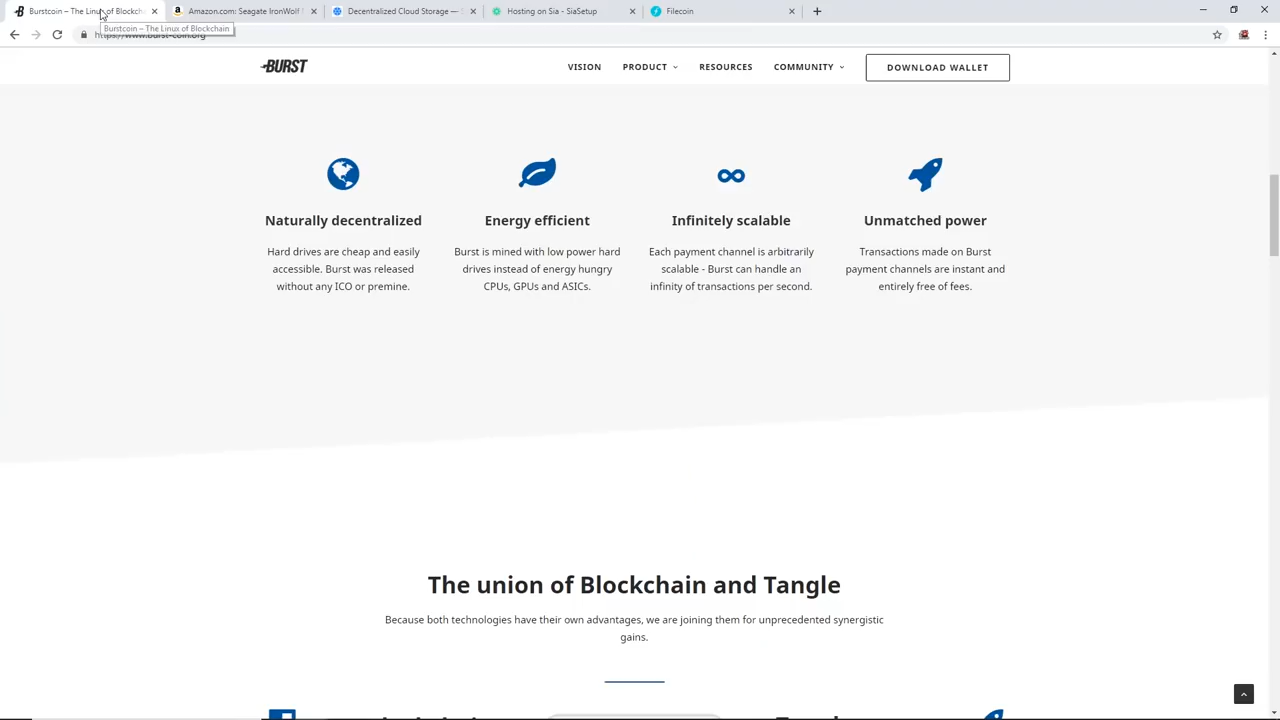 Burstcoin – The Linux of Blockch
Amazon.com: Seagate IronWolf
Decentralized Cloud Storage —
Hosting on Sia - SiaSetup
Filecoin
Burstcoin – The Linux of Blockchain
https://www.burst-coin.org
BURST
VISION
PRODUCT
RESOURCES
COMMUNITY
DOWNLOAD WALLET
Naturally decentralized
Hard drives are cheap and easily
accessible. Burst was released
without any ICO or premine.
Energy efficient
Burst is mined with low power hard
drives instead of energy hungry
CPUs, GPUs and ASICs.
Infinitely scalable
Each payment channel is arbitrarily
scalable - Burst can handle an
infinity of transactions per second.
Unmatched power
Transactions made on Burst
payment channels are instant and
entirely free of fees.
The union of Blockchain and Tangle
Because both technologies have their own advantages, we are joining them for unprecedented synergistic
gains.